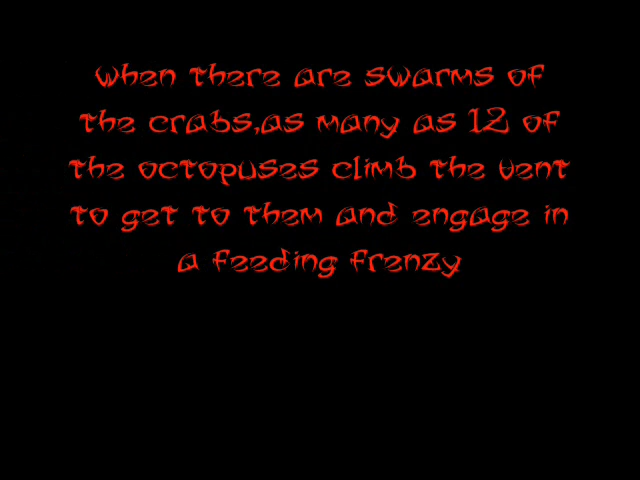 when there are swarms of
the crabs,as many as 12 of
the octopuses climb the vent
to get to them and engage in
a feeding frenzy